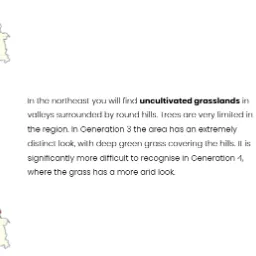 In the northeast you will find uncultivated grasslands in
valleys surrounded by round hills. Trees are very limited in
the region. In Generation 3 the area has an extremely
distinct look, with deep green grass covering the hills. It is
significantly more difficult to recognise in Generation 4,
where the grass has a more arid look.